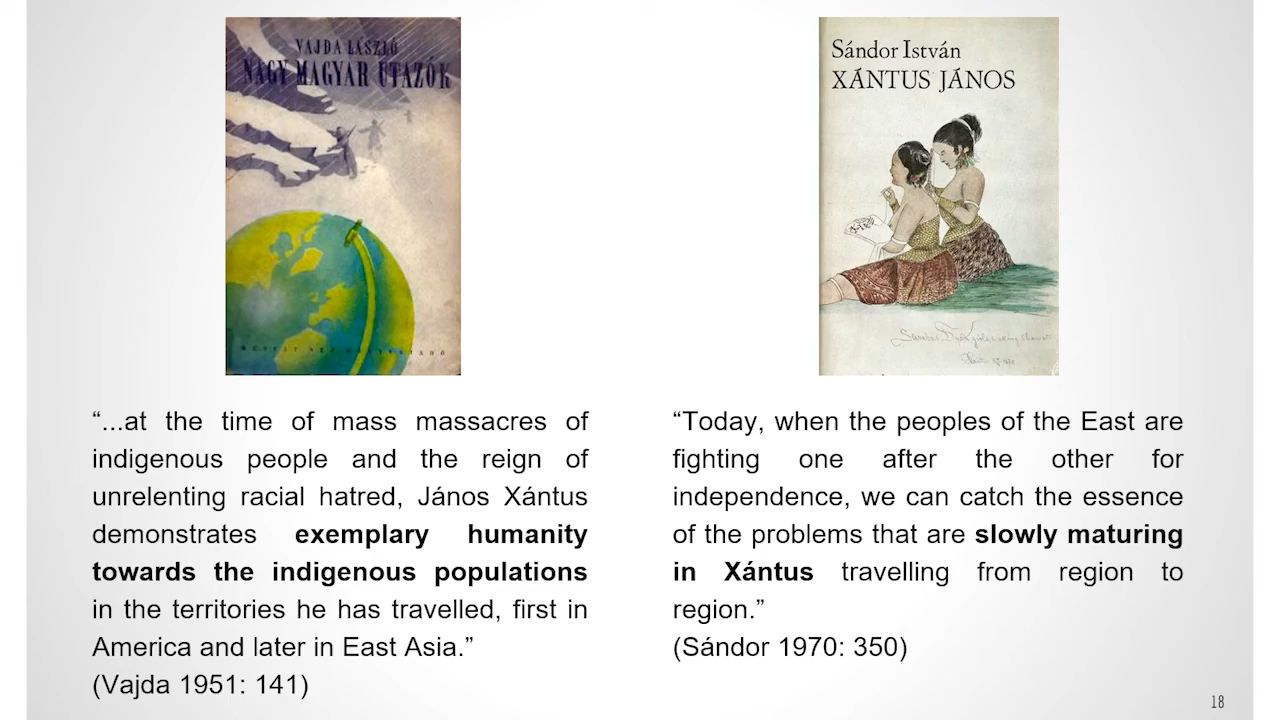 VAJDA LÁSZLÓ
NAGY MAGYAR UTAZÓK
Sándor István
XÁNTUS JÁNOS
“...at the time of mass massacres of
indigenous people and the reign of
unrelenting racial hatred, János Xántus
demonstrates exemplary humanity
towards the indigenous populations
in the territories he has travelled, first in
America and later in East Asia.”
(Vajda 1951: 141)
“Today, when the peoples of the East are
fighting one after the other for
independence, we can catch the essence
of the problems that are slowly maturing
in Xántus travelling from region to
region.”
(Sándor 1970: 350)
18